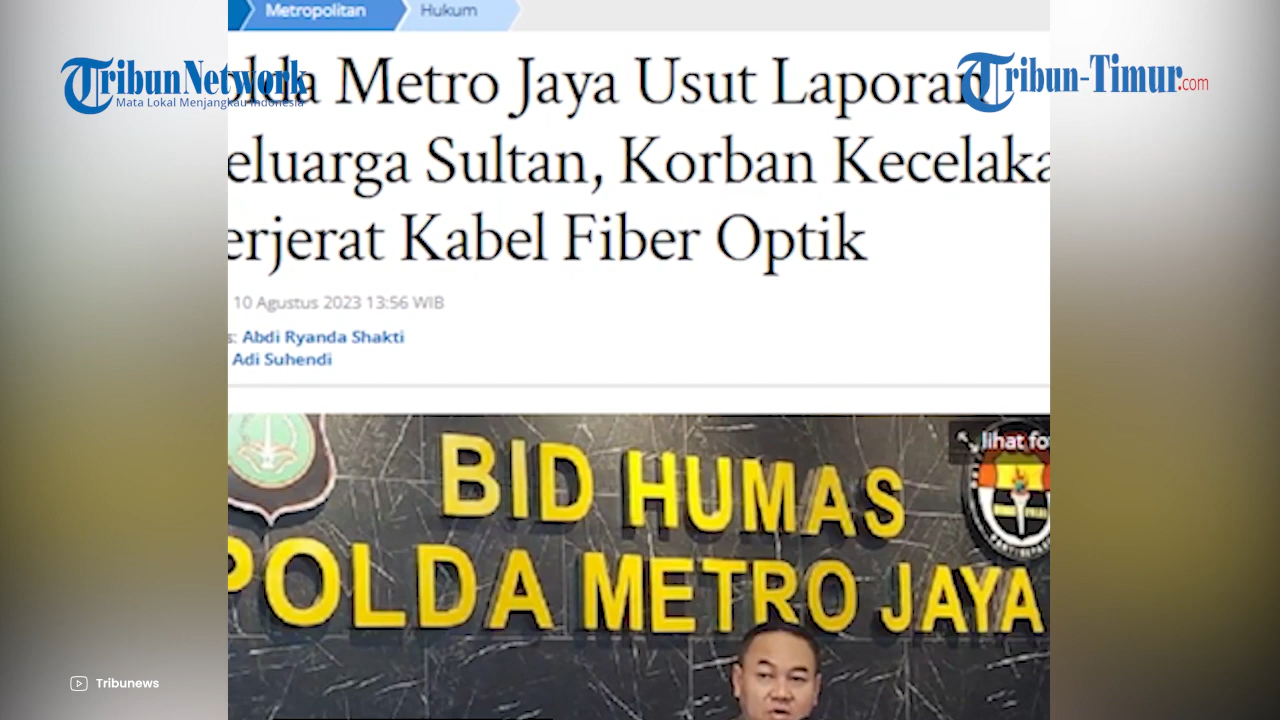 Metropolitan
Hukum
TribunNetwork
Mata Lokal Menjangkau Indonesia
Tribun-Timur.com
olda Metro Jaya Usut Laporan
eluarga Sultan, Korban Kecelaka
erjerat Kabel Fiber Optik
10 Agustus 2023 13:56 WIB
s: Abdi Ryanda Shakti
Adi Suhendi
lihat fo
BID HUMAS
POLDA METRO JAYA
Tribunews